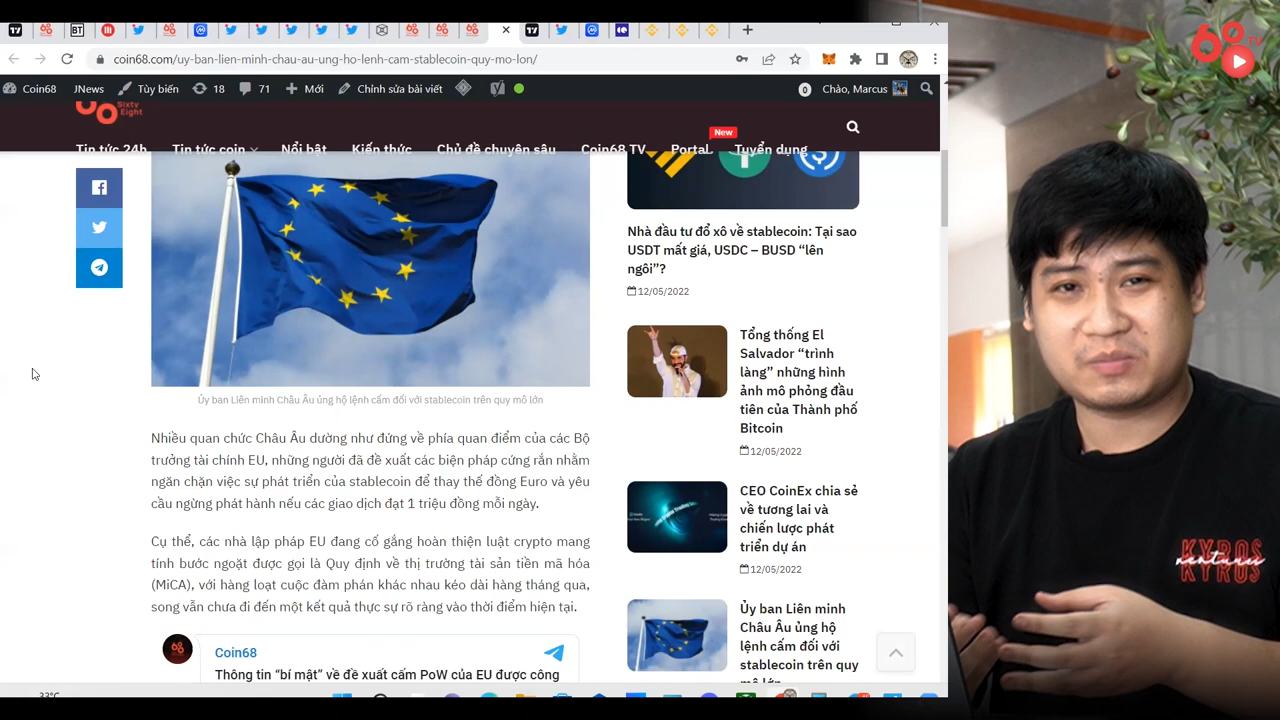 coin68.com/uy-ban-lien-minh-chau-au-ung-ho-lenh-cam-stablecoin-quy-mo-lon/
68 TV
Coin68 JNews Tùy biến 18 71 Mới Chỉnh sửa bài viết 0 Chào, Marcus
Sixty
Eight
New
Tin tức 24h Tin tức coin Nổi bật Kiến thức Chủ đề chuyên sâu Coin68 TV Portal Tuyển dụng
Ủy ban Liên minh Châu Âu ủng hộ lệnh cấm đối với stablecoin trên quy mô lớn
Nhiều quan chức Châu Âu dường như đứng về phía quan điểm của các Bộ
trưởng tài chính EU, những người đã đề xuất các biện pháp cứng rắn nhằm
ngăn chặn việc sự phát triển của stablecoin để thay thế đồng Euro và yêu
cầu ngừng phát hành nếu các giao dịch đạt 1 triệu đồng mỗi ngày.
Cụ thể, các nhà lập pháp EU đang cố gắng hoàn thiện luật crypto mang
tính bước ngoặt được gọi là Quy định về thị trường tài sản tiền mã hóa
(MiCA), với hàng loạt cuộc đàm phán khác nhau kéo dài hàng tháng qua,
song vẫn chưa đi đến một kết quả thực sự rõ ràng vào thời điểm hiện tại.
Coin68
Thông tin “bí mật” về đề xuất cấm PoW của EU được công
Nhà đầu tư đổ xô về stablecoin: Tại sao
USDT mất giá, USDC – BUSD “lên
ngôi”?
12/05/2022
Tổng thống El
Salvador “trình
làng” những hình
ảnh mô phỏng đầu
tiên của Thành phố
Bitcoin
12/05/2022
CEO CoinEx chia sẻ
về tương lai và
chiến lược phát
triển dự án
12/05/2022
Ủy ban Liên minh
Châu Âu ủng hộ
lệnh cấm đối với
stablecoin trên quy
mô lớn
33°C
KYROS
ventures
KYROS